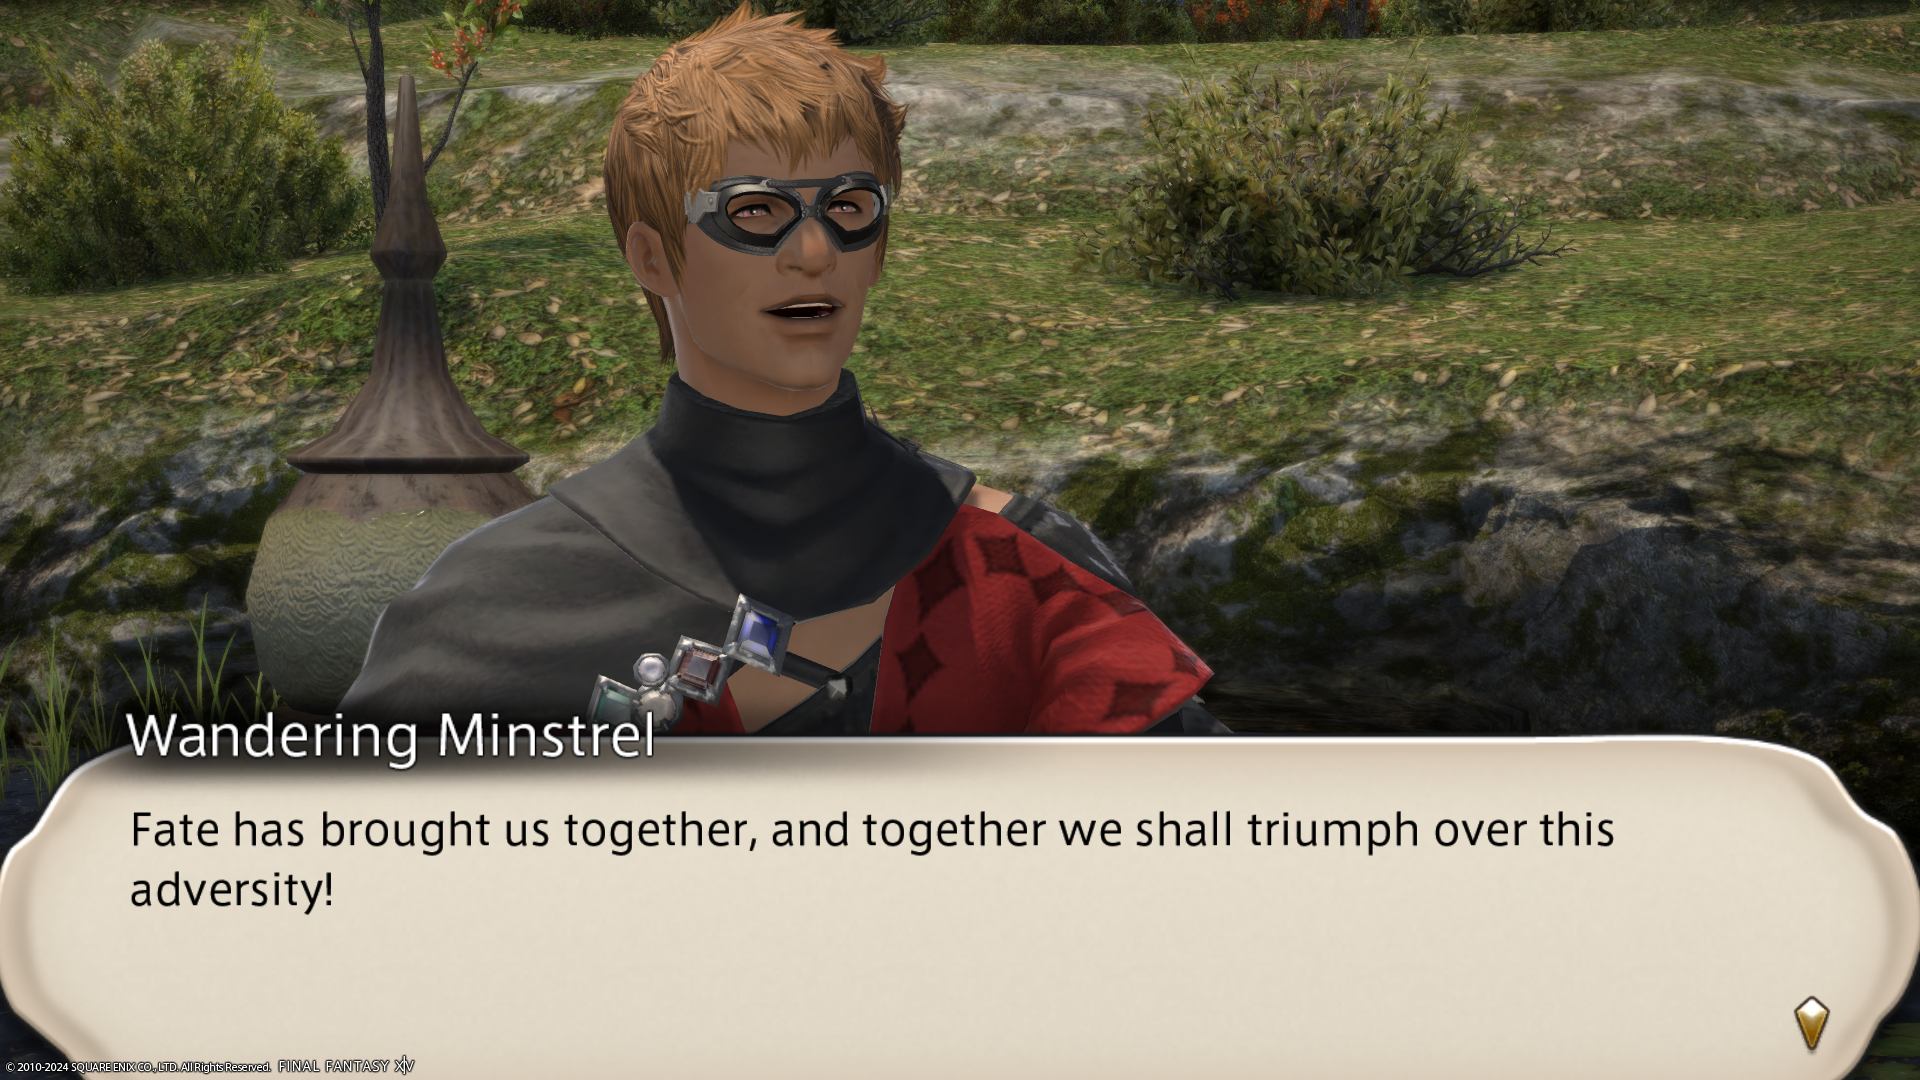 Wandering Minstrel
Fate has brought us together, and together we shall triumph over this
adversity!
© 2010-2024 SQUARE ENIX CO., LTD. All Rights Reserved. FINAL FANTASY XIV